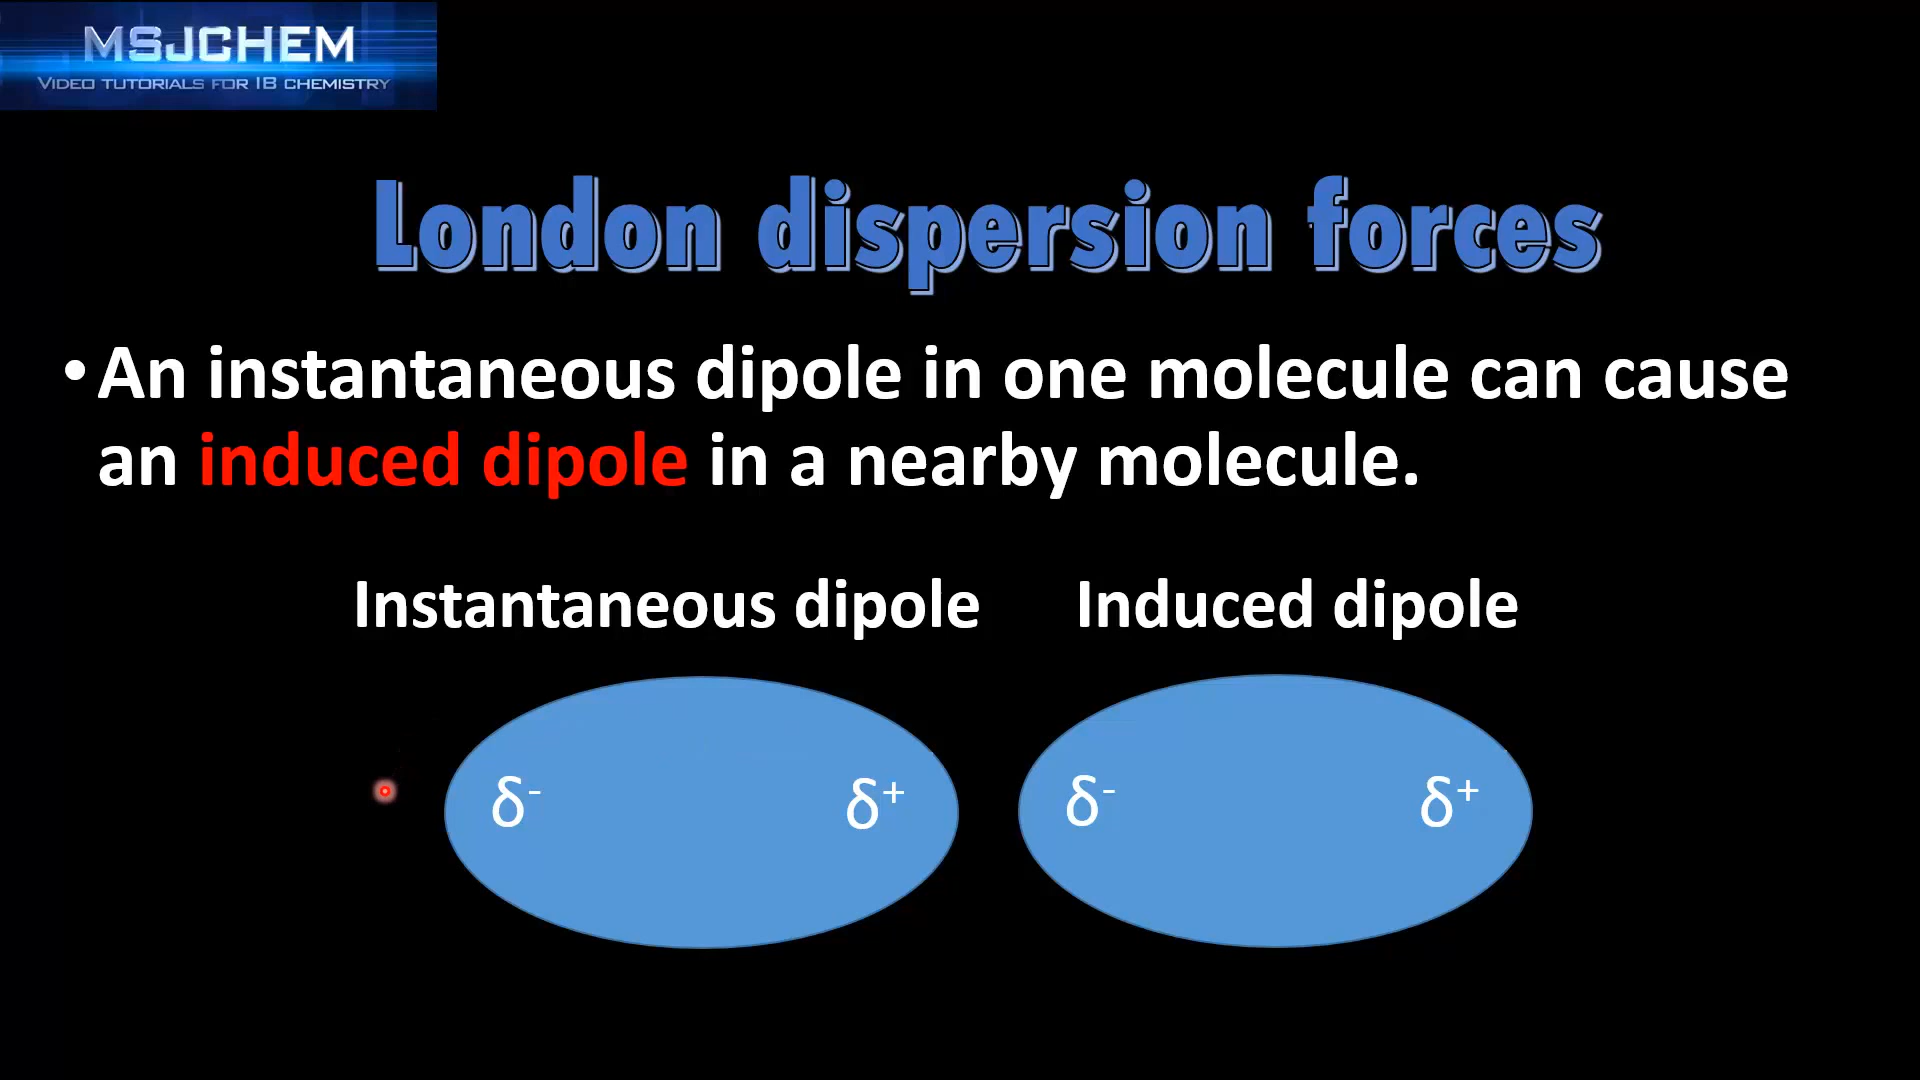 MSJCHEM
VIDEO TUTORIALS FOR IB CHEMISTRY
London dispersion forces
• An instantaneous dipole in one molecule can cause
an induced dipole in a nearby molecule.
Instantaneous dipole Induced dipole
δ- δ+ δ- δ+